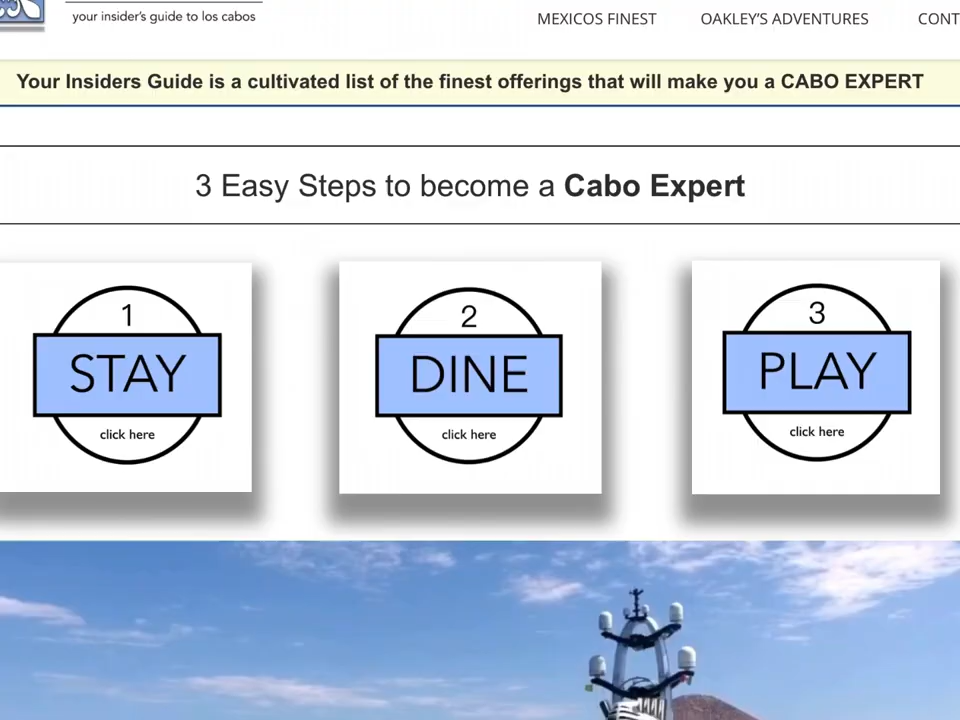 your insider's guide to los cabos
MEXICOS FINEST OAKLEY'S ADVENTURES
Your Insiders Guide is a cultivated list of the finest offerings that will make you a CABO EXPERT
3 Easy Steps to become a Cabo Expert
1
STAY
click here
2
DINE
click here
3
PLAY
click here